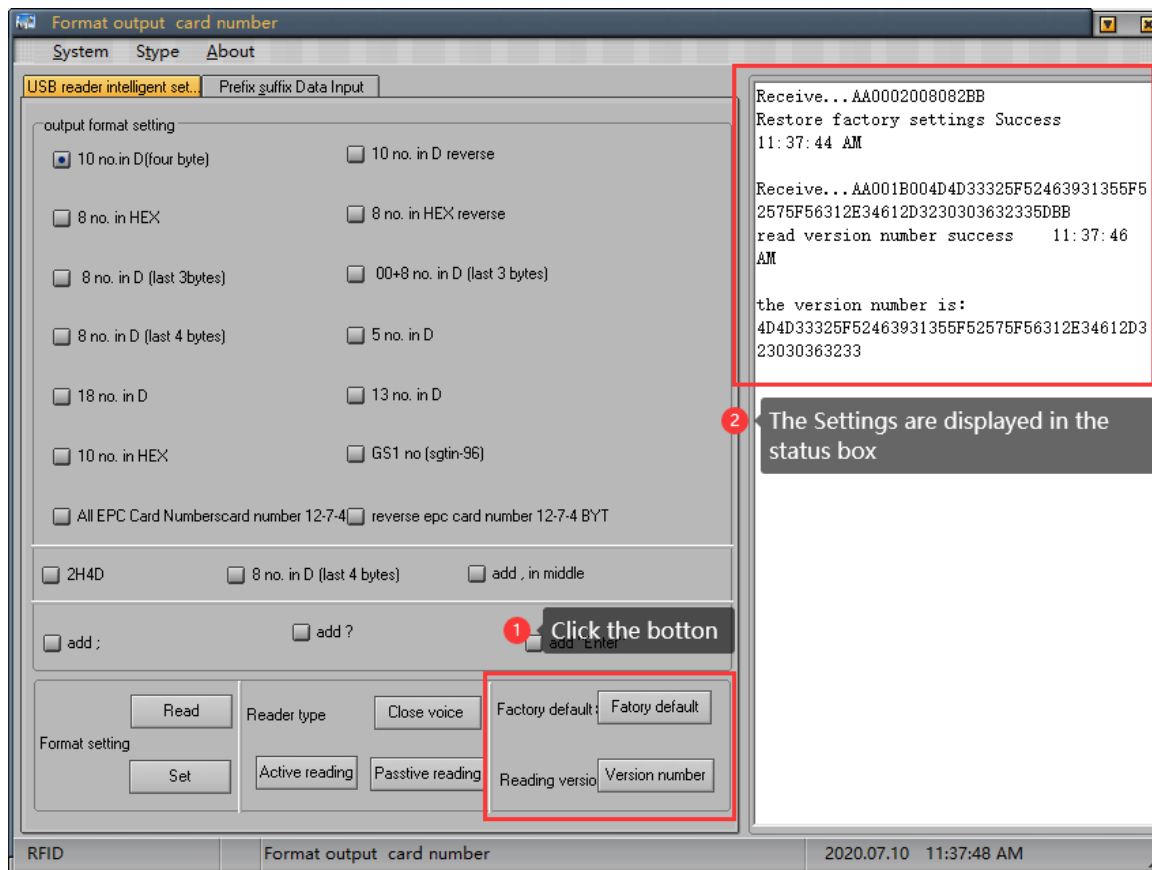 Format output card number
System Stype About
USB reader intelligent set... Prefix suffix Data Input
output format setting
10 no.in D(four byte) 10 no. in D reverse
8 no. in HEX 8 no. in HEX reverse
8 no. in D (last 3bytes) 00+8 no. in D (last 3 bytes)
8 no. in D (last 4 bytes) 5 no. in D
18 no. in D 13 no. in D
10 no. in HEX GS1 no (sgtin-96)
All EPC Card Numberscard number 12-7-4 reverse epc card number 12-7-4 BYT
2H4D 8 no. in D (last 4 bytes) add , in middle
add ; add ? add "Enter"
1 Click the botton
Format setting Read Set
Reader type Close voice
Active reading Passtive reading
Factory default: Fatory default
Reading versio Version number
Receive...AA0002008082BB
Restore factory settings Success
11:37:44 AM
Receive...AA001B004D4D33325F52463931355F5
2575F56312E34612D3230303632335DBB
read version number success 11:37:46
AM
the version number is:
4D4D33325F52463931355F52575F56312E34612D3
23030363233
2 The Settings are displayed in the
status box
RFID Format output card number 2020.07.10 11:37:48 AM